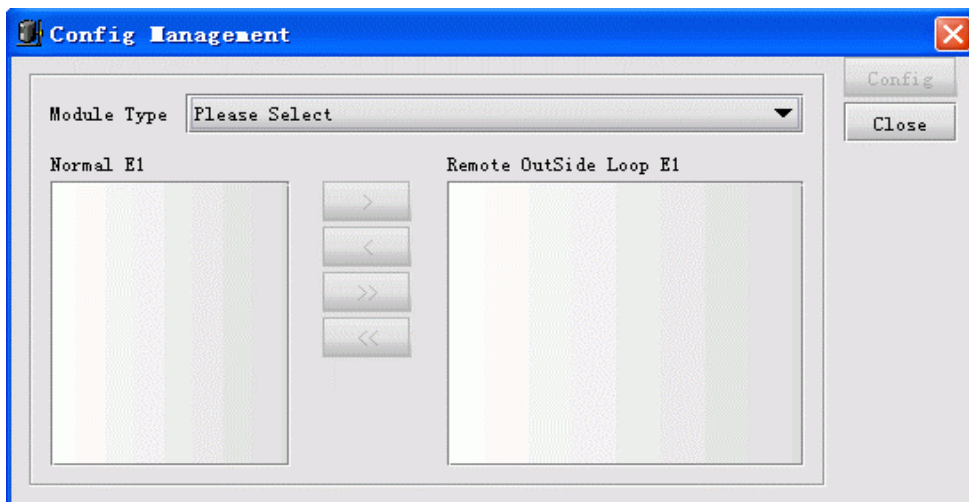 Config Management
Config
Module Type Please Select
Close
Normal E1
Remote OutSide Loop E1
>
<
>>
<<